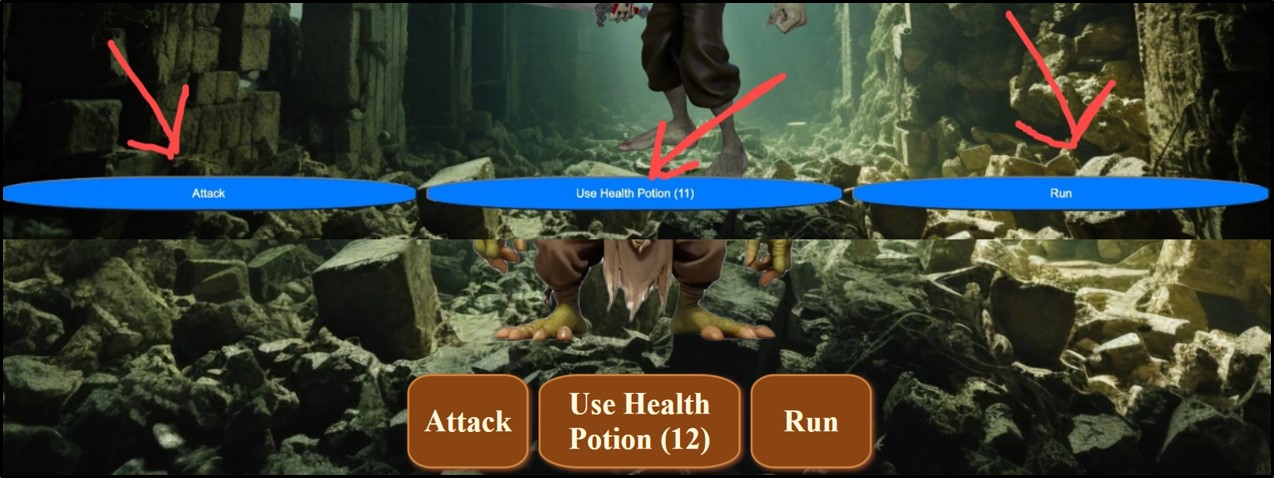 Attack
Use Health Potion (11)
Run
Attack
Use Health
Potion (12)
Run